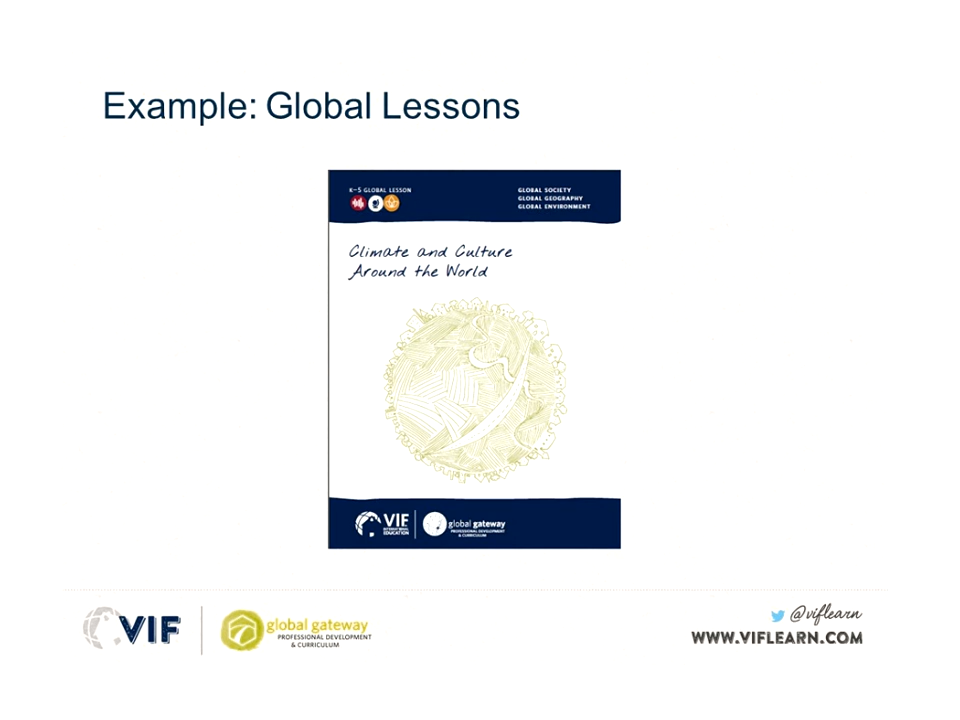 Example: Global Lessons
K-5 GLOBAL LESSON
GLOBAL SOCIETY
GLOBAL GEOGRAPHY
GLOBAL ENVIRONMENT
Climate and Culture
Around the World
VIF
INTERNATIONAL
EDUCATION
global gateway
PROFESSIONAL DEVELOPMENT
& CURRICULUM
VIF
global gateway
PROFESSIONAL DEVELOPMENT
& CURRICULUM
@viflearn
WWW.VIFLEARN.COM